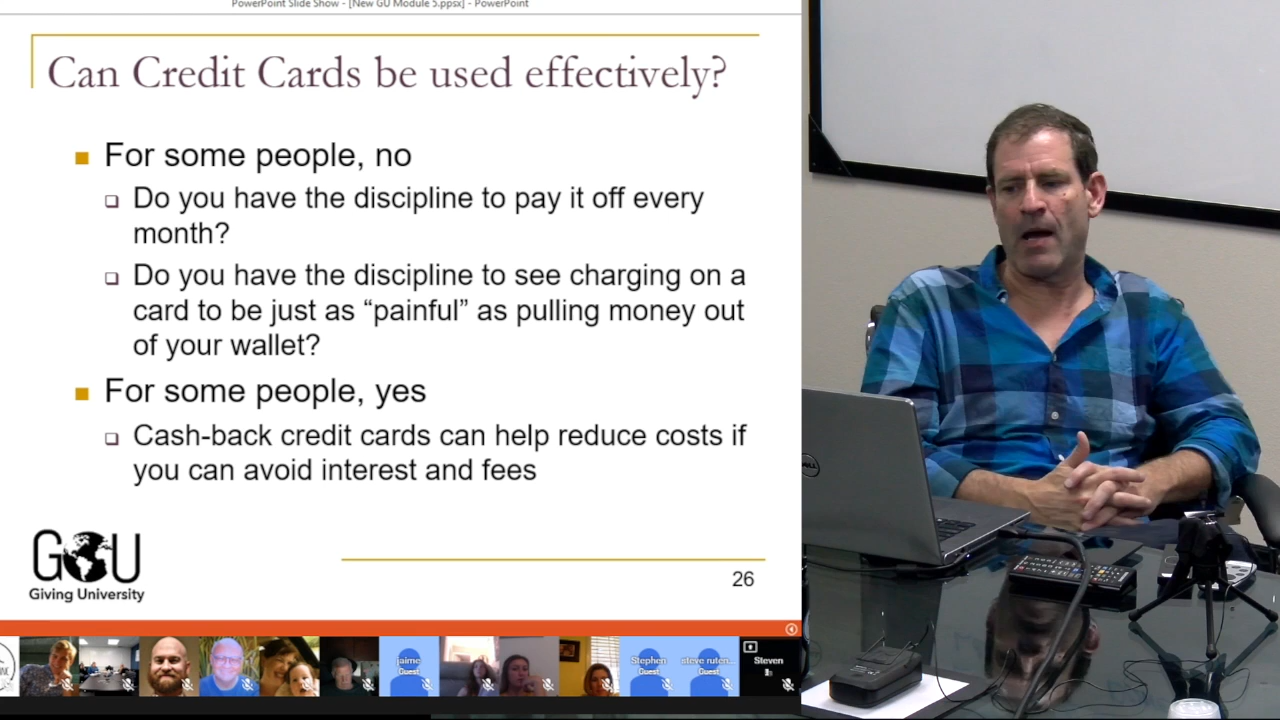 PowerPoint Slide Show - [New GU Module 5.ppsx] - PowerPoint
Can Credit Cards be used effectively?
For some people, no
Do you have the discipline to pay it off every
month?
Do you have the discipline to see charging on a
card to be just as “painful” as pulling money out
of your wallet?
For some people, yes
Cash-back credit cards can help reduce costs if
you can avoid interest and fees
GU
Giving University
26
jaime
Guest
Stephen
Guest
steve ruten...
Guest
Steven
DELL